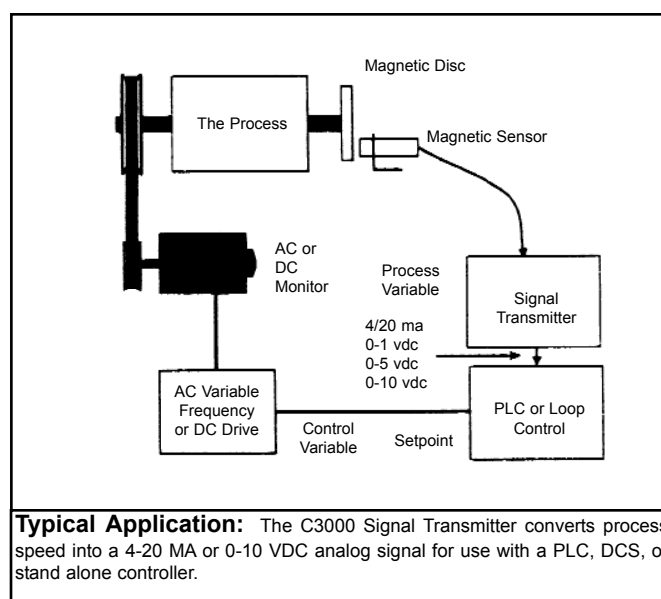 Magnetic Disc
The Process
Magnetic Sensor
AC or
DC
Monitor
Process
Variable
Signal
Transmitter
4/20 ma
0-1 vdc
0-5 vdc
0-10 vdc
AC Variable
Frequency
or DC Drive
Control
Variable
Setpoint
PLC or Loop
Control
Typical Application: The C3000 Signal Transmitter converts process
speed into a 4-20 MA or 0-10 VDC analog signal for use with a PLC, DCS, o
stand alone controller.